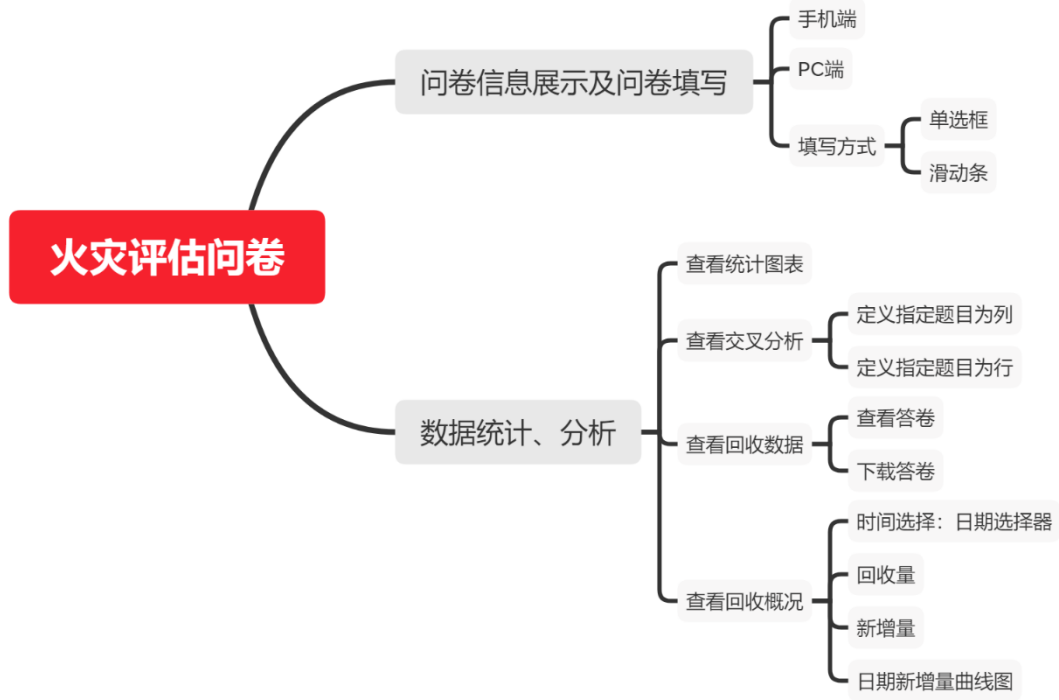 火灾评估问卷
问卷信息展示及问卷填写
手机端
PC端
填写方式
单选框
滑动条
数据统计、分析
查看统计图表
查看交叉分析
定义指定题目为列
定义指定题目为行
查看回收数据
查看答卷
下载答卷
查看回收概况
时间选择：日期选择器
回收量
新增量
日期新增量曲线图